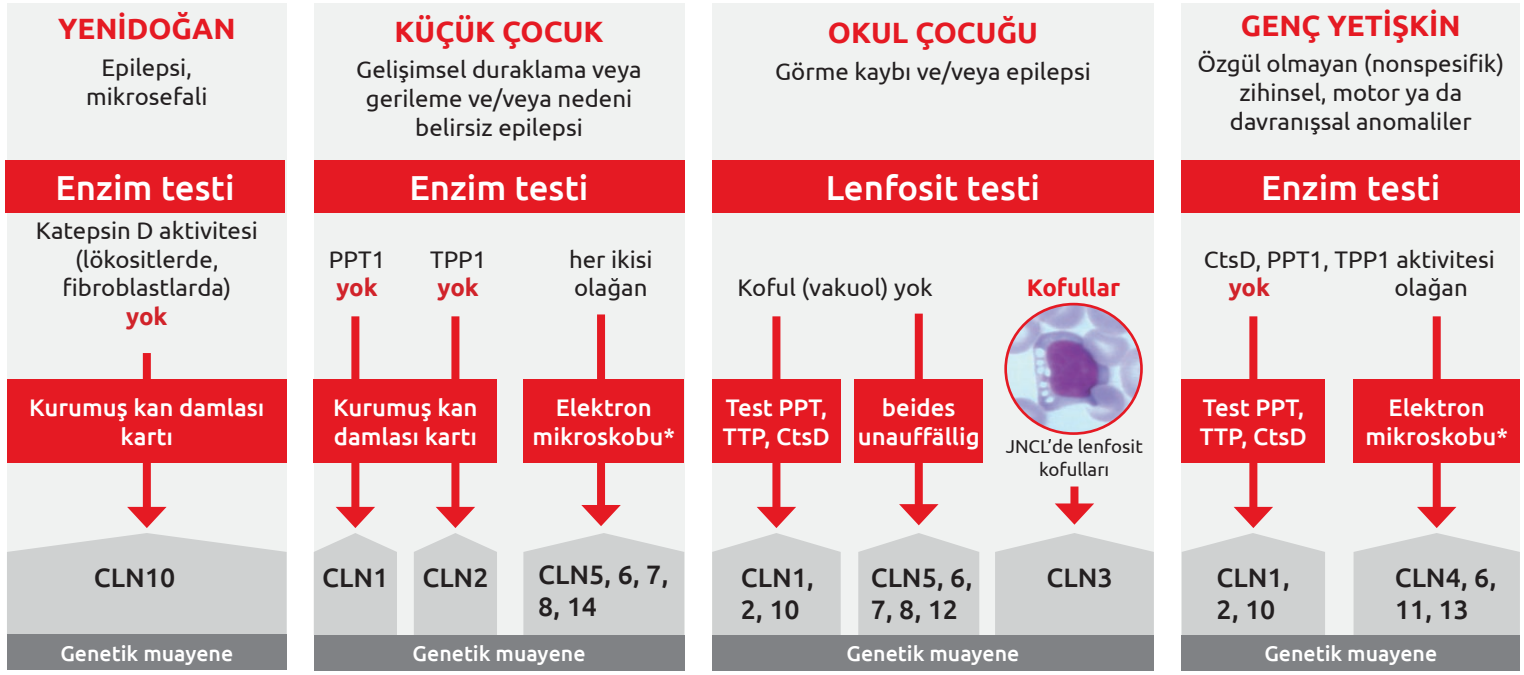 YENİDOĞAN
Epilepsi,
mikrosefali
Enzim testi
Katepsin D aktivitesi
(lökositlerde,
fibroblastlarda)
yok
Kurumuş kan damlası
kartı
CLN10
Genetik muayene
KÜÇÜK ÇOCUK
Gelişimsel duraklama veya
gerileme ve/veya nedeni
belirsiz epilepsi
Enzim testi
PPT1
yok
TPP1
yok
her ikisi
olağan
Kurumuş kan
damlası kartı
Elektron
mikroskobu*
CLN1
CLN2
CLN5, 6, 7,
8, 14
Genetik muayene
OKUL ÇOCUĞU
Görme kaybı ve/veya epilepsi
Lenfosit testi
Koful (vakuol) yok
Kofullar
Test PPT,
TTP, CtsD
beides
unauffällig
JNCL’de lenfosit
kofulları
CLN1,
2, 10
CLN5, 6,
7, 8, 12
CLN3
Genetik muayene
GENÇ YETİŞKİN
Özgül olmayan (nonspesifik)
zihinsel, motor ya da
davranışsal anomaliler
Enzim testi
CtsD, PPT1, TPP1 aktivitesi
yok
olağan
Test PPT,
TTP, CtsD
Elektron
mikroskobu*
CLN1,
2, 10
CLN4, 6,
11, 13
Genetik muayene